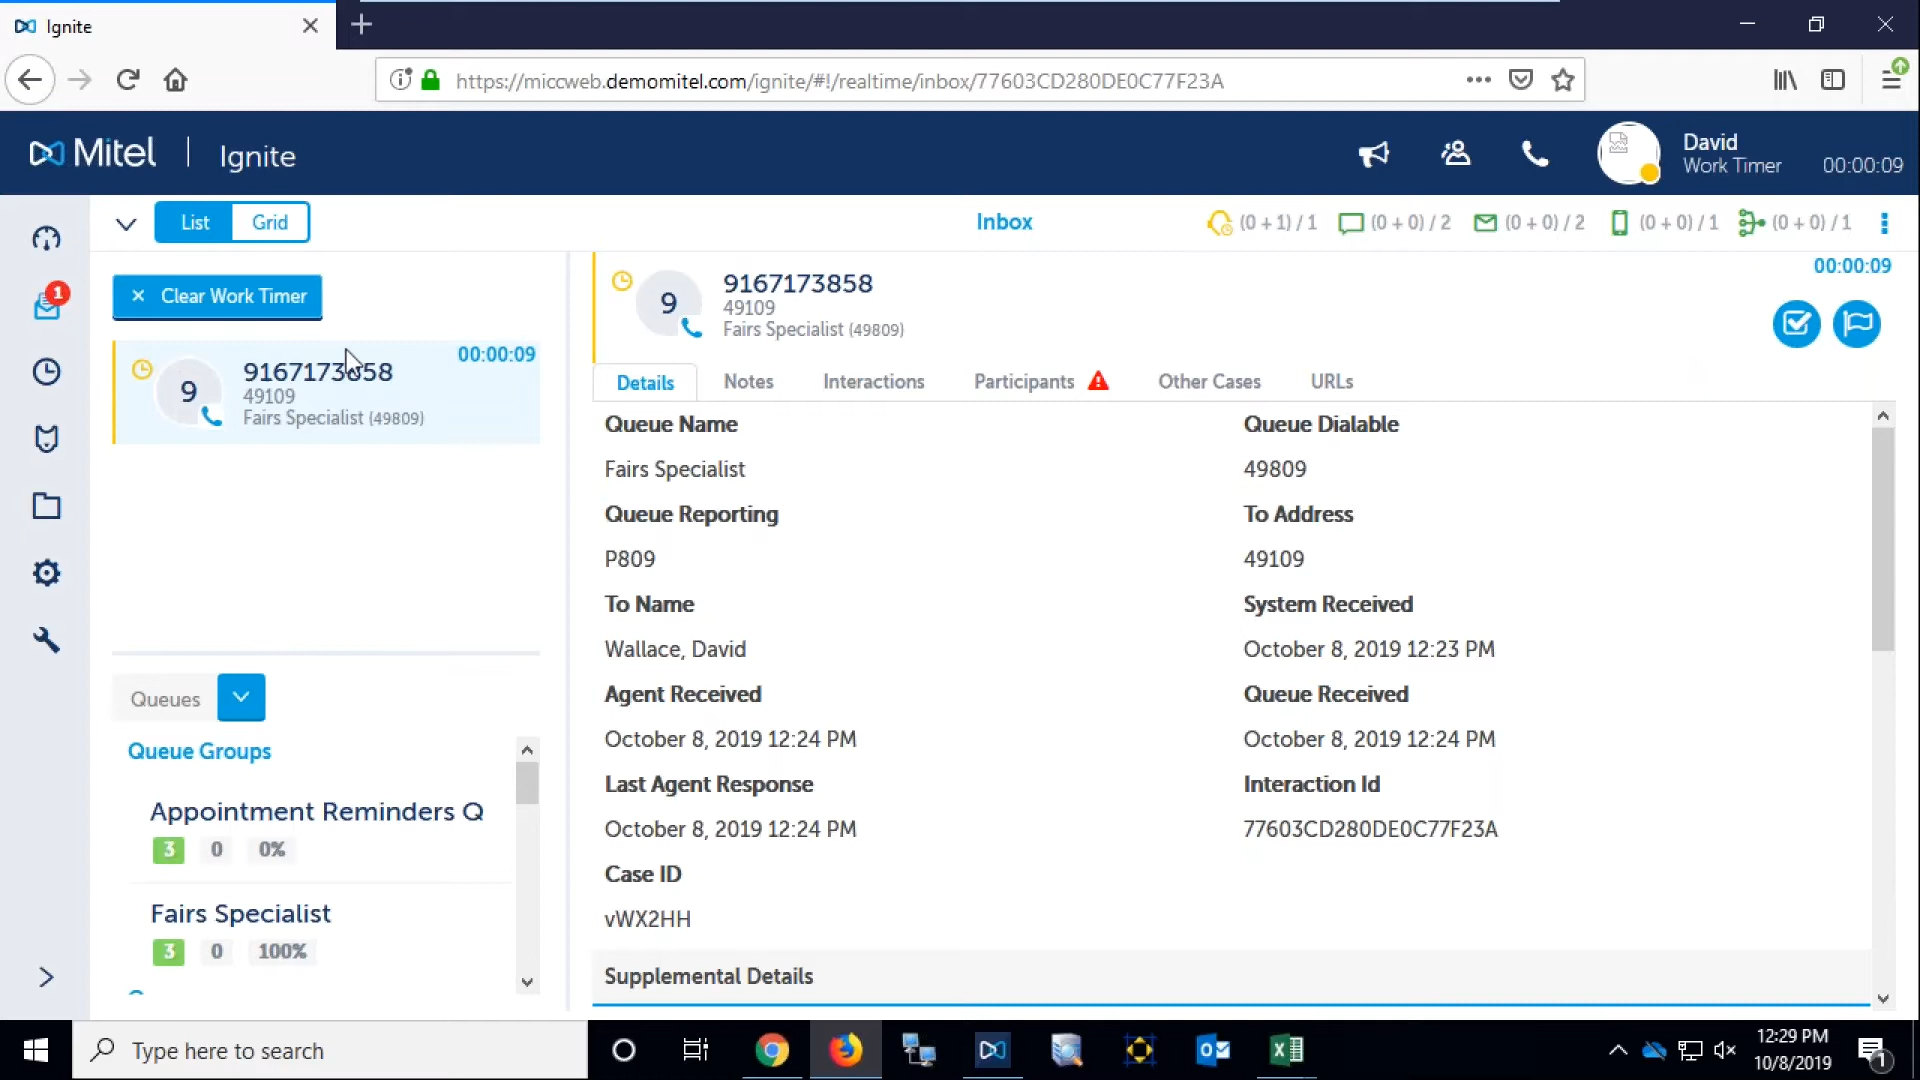 Ignite
https://miccweb.demomitel.com/ignite/#!/realtime/inbox/77603CD280DE0C77F23A
Mitel | Ignite
David
Work Timer
00:00:09
List
Grid
Inbox
(0 + 1) / 1
(0 + 0) / 2
(0 + 0) / 2
(0 + 0) / 1
(0 + 0) / 1
1
× Clear Work Timer
9
9167173858
00:00:09
49109
Fairs Specialist (49809)
Queues
Queue Groups
Appointment Reminders Q
3 0 0%
Fairs Specialist
3 0 100%
9
9167173858
49109
Fairs Specialist (49809)
00:00:09
Details
Notes
Interactions
Participants
Other Cases
URLs
Queue Name
Fairs Specialist
Queue Dialable
49809
Queue Reporting
P809
To Address
49109
To Name
Wallace, David
System Received
October 8, 2019 12:23 PM
Agent Received
October 8, 2019 12:24 PM
Queue Received
October 8, 2019 12:24 PM
Last Agent Response
October 8, 2019 12:24 PM
Interaction Id
77603CD280DE0C77F23A
Case ID
vWX2HH
Supplemental Details
Type here to search
12:29 PM
10/8/2019
1